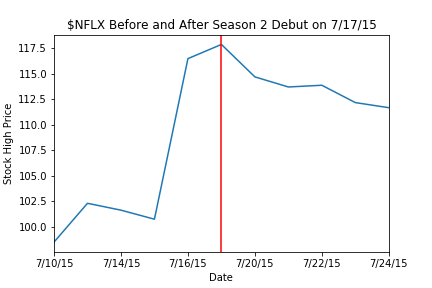 $NFLX Before and After Season 2 Debut on 7/17/15
117.5
115.0
112.5
110.0
107.5
105.0
102.5
100.0
Stock High Price
7/10/15 7/14/15 7/16/15 7/20/15 7/22/15 7/24/15
Date